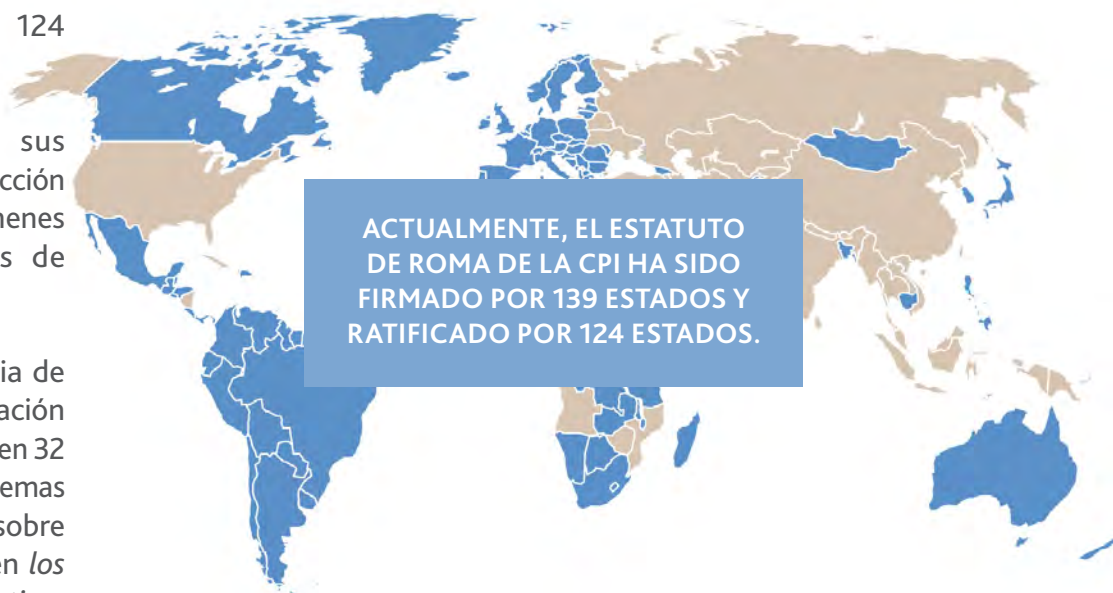 124
sus
cción
nenes
s de
ia de
ación
en 32
emas
sobre
en los
ACTUALMENTE, EL ESTATUTO
DE ROMA DE LA CPI HA SIDO
FIRMADO POR 139 ESTADOS Y
RATIFICADO POR 124 ESTADOS.